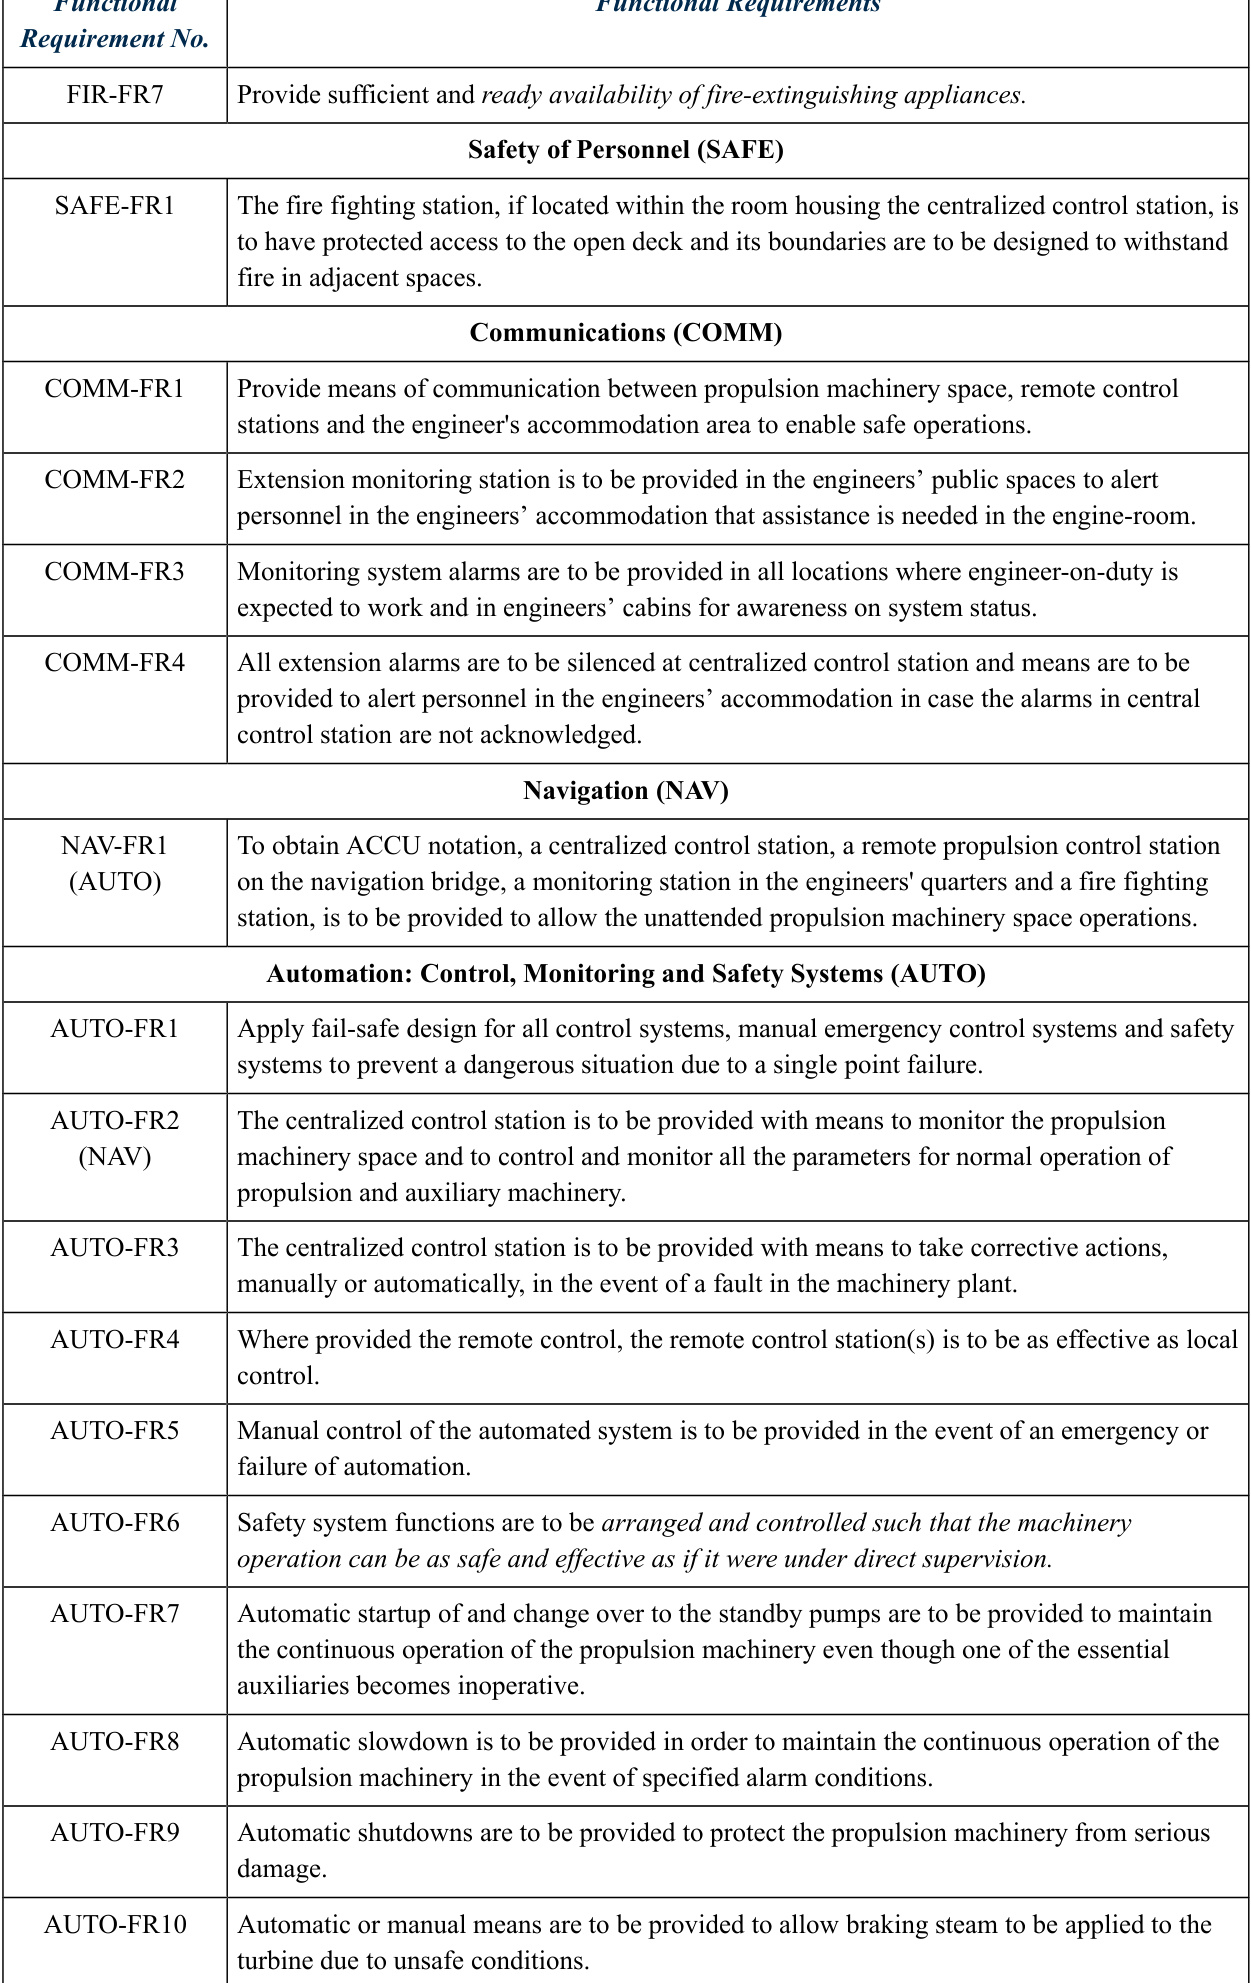 Functional
Functional Requirements
Requirement No.
FIR-FR7
Provide sufficient and ready availability of fire-extinguishing appliances.
Safety of Personnel (SAFE)
SAFE-FR1
The fire fighting station, if located within the room housing the centralized control station, is
to have protected access to the open deck and its boundaries are to be designed to withstand
fire in adjacent spaces.
Communications (COMM)
COMM-FR1
Provide means of communication between propulsion machinery space, remote control
stations and the engineer's accommodation area to enable safe operations.
COMM-FR2
Extension monitoring station is to be provided in the engineers’ public spaces to alert
personnel in the engineers’ accommodation that assistance is needed in the engine-room.
COMM-FR3
Monitoring system alarms are to be provided in all locations where engineer-on-duty is
expected to work and in engineers’ cabins for awareness on system status.
COMM-FR4
All extension alarms are to be silenced at centralized control station and means are to be
provided to alert personnel in the engineers’ accommodation in case the alarms in central
control station are not acknowledged.
Navigation (NAV)
NAV-FR1
(AUTO)
To obtain ACCU notation, a centralized control station, a remote propulsion control station
on the navigation bridge, a monitoring station in the engineers' quarters and a fire fighting
station, is to be provided to allow the unattended propulsion machinery space operations.
Automation: Control, Monitoring and Safety Systems (AUTO)
AUTO-FR1
Apply fail-safe design for all control systems, manual emergency control systems and safety
systems to prevent a dangerous situation due to a single point failure.
AUTO-FR2
(NAV)
The centralized control station is to be provided with means to monitor the propulsion
machinery space and to control and monitor all the parameters for normal operation of
propulsion and auxiliary machinery.
AUTO-FR3
The centralized control station is to be provided with means to take corrective actions,
manually or automatically, in the event of a fault in the machinery plant.
AUTO-FR4
Where provided the remote control, the remote control station(s) is to be as effective as local
control.
AUTO-FR5
Manual control of the automated system is to be provided in the event of an emergency or
failure of automation.
AUTO-FR6
Safety system functions are to be arranged and controlled such that the machinery
operation can be as safe and effective as if it were under direct supervision.
AUTO-FR7
Automatic startup of and change over to the standby pumps are to be provided to maintain
the continuous operation of the propulsion machinery even though one of the essential
auxiliaries becomes inoperative.
AUTO-FR8
Automatic slowdown is to be provided in order to maintain the continuous operation of the
propulsion machinery in the event of specified alarm conditions.
AUTO-FR9
Automatic shutdowns are to be provided to protect the propulsion machinery from serious
damage.
AUTO-FR10
Automatic or manual means are to be provided to allow braking steam to be applied to the
turbine due to unsafe conditions.